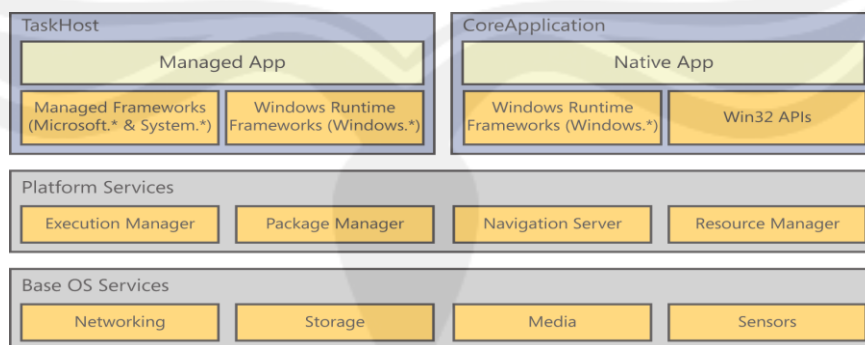 TaskHost
Managed App
Managed Frameworks
(Microsoft.* & System.*)
Windows Runtime
Frameworks (Windows.*)
CoreApplication
Native App
Windows Runtime
Frameworks (Windows.*)
Win32 APIs
Platform Services
Execution Manager
Package Manager
Navigation Server
Resource Manager
Base OS Services
Networking
Storage
Media
Sensors